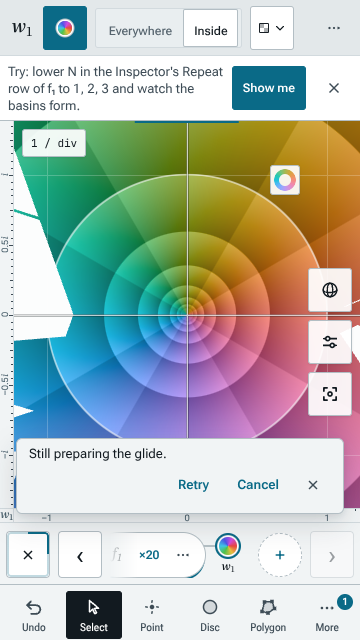 w₁
Everywhere
Inside
Try: lower N in the Inspector's Repeat
row of f₁ to 1, 2, 3 and watch the
basins form.
Show me
1 / div
i
0.5i
0
-0.5i
-i
w₁
-1
0
1
Still preparing the glide.
Retry
Cancel
f₁
×20
w₁
Undo
Select
Point
Disc
Polygon
More
1